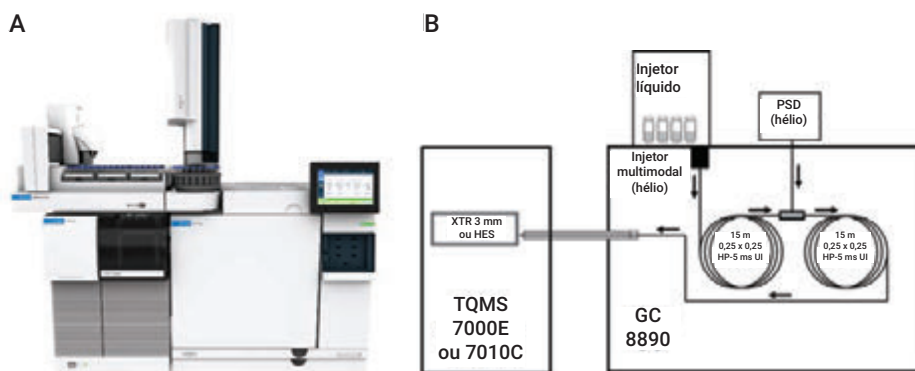 A
B
Injetor
líquido
PSD
(hélio)
Injetor
multimodal
(hélio)
XTR 3 mm
ou HES
15 m
0,25 x 0,25
HP-5 ms UI
15 m
0,25 x 0,25
HP-5 ms UI
TQMS
7000E
ou 7010C
GC
8890